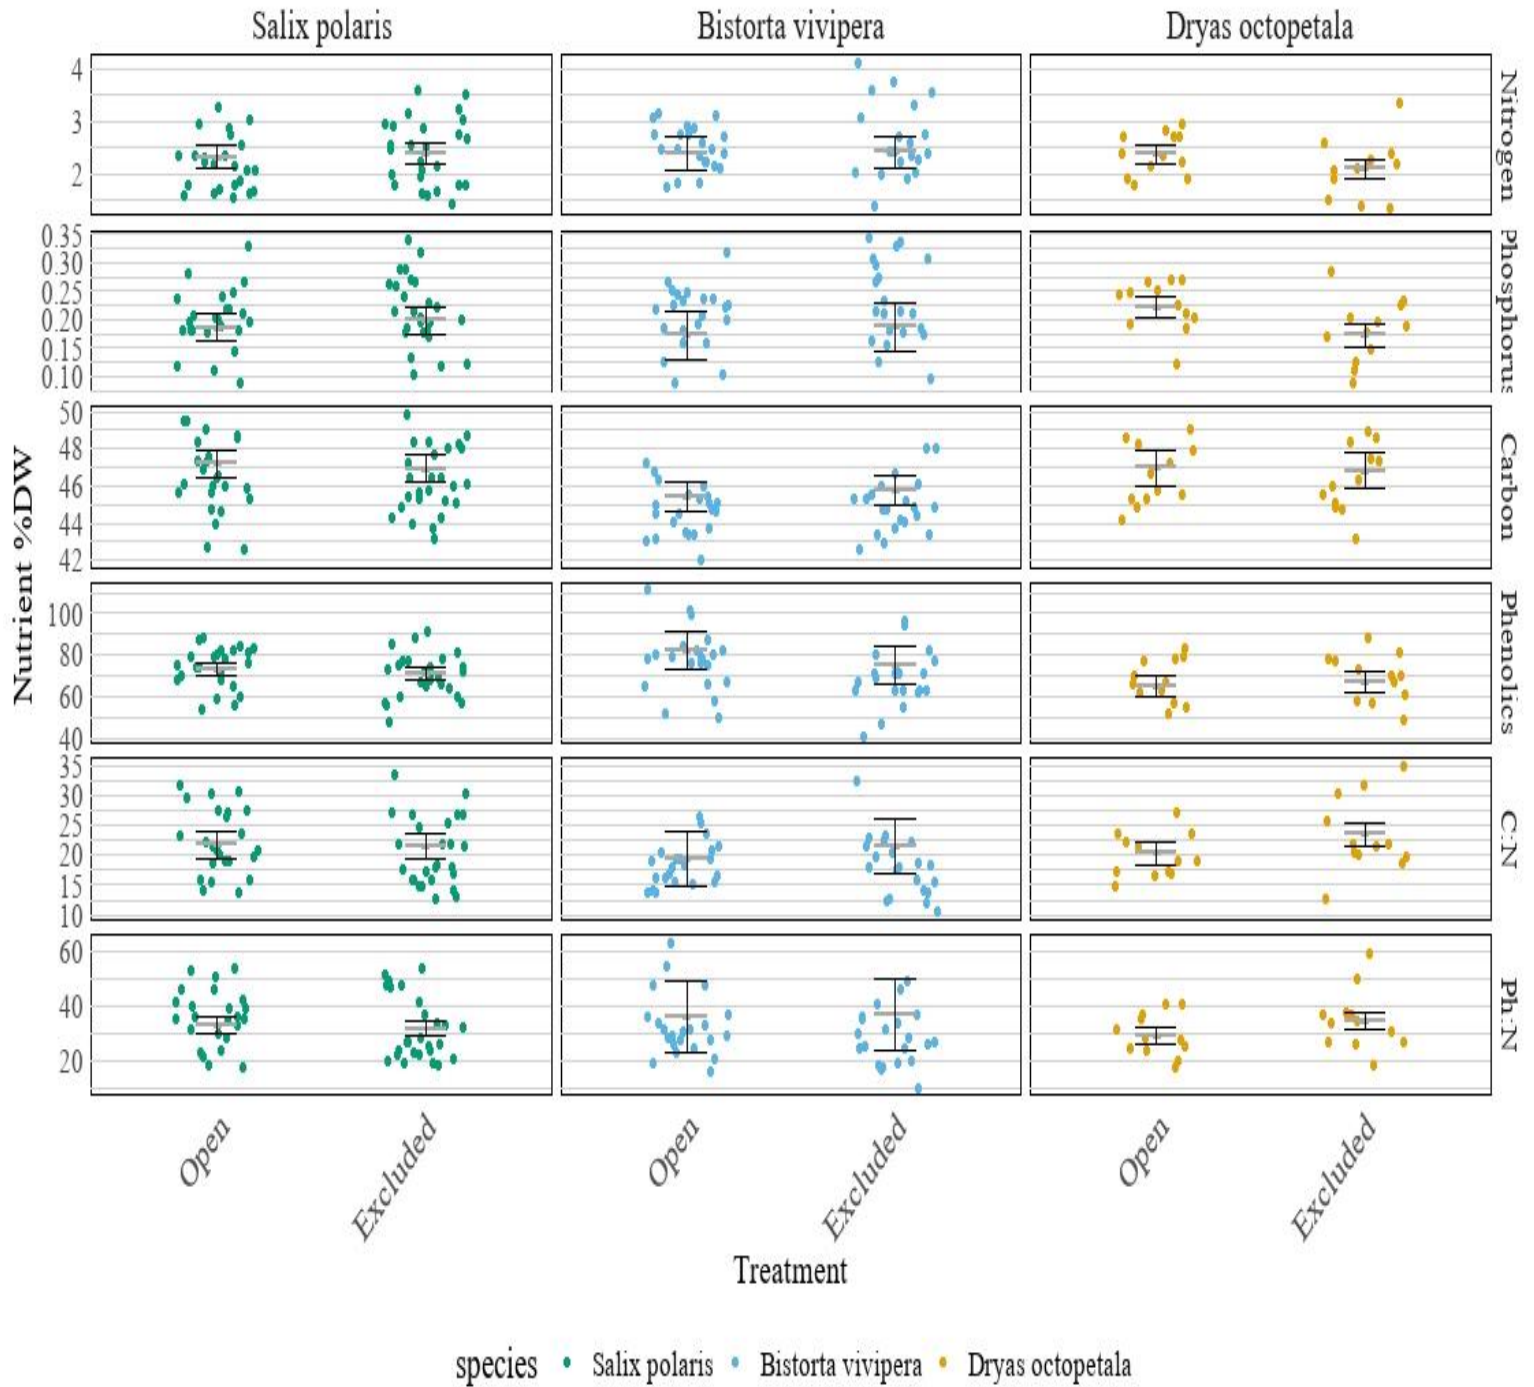 Salix polaris Bistorta vivipera Dryas octopetala
Nutrient %DW
4
3
2
Nitrogen
0.35
0.30
0.25
0.20
0.15
0.10
Phosphorus
50
48
46
44
42
Carbon
100
80
60
40
Phenolics
35
30
25
20
15
10
C:N
60
40
20
Ph:N
Open Excluded Open Excluded Open Excluded
Treatment
species Salix polaris Bistorta vivipera Dryas octopetala